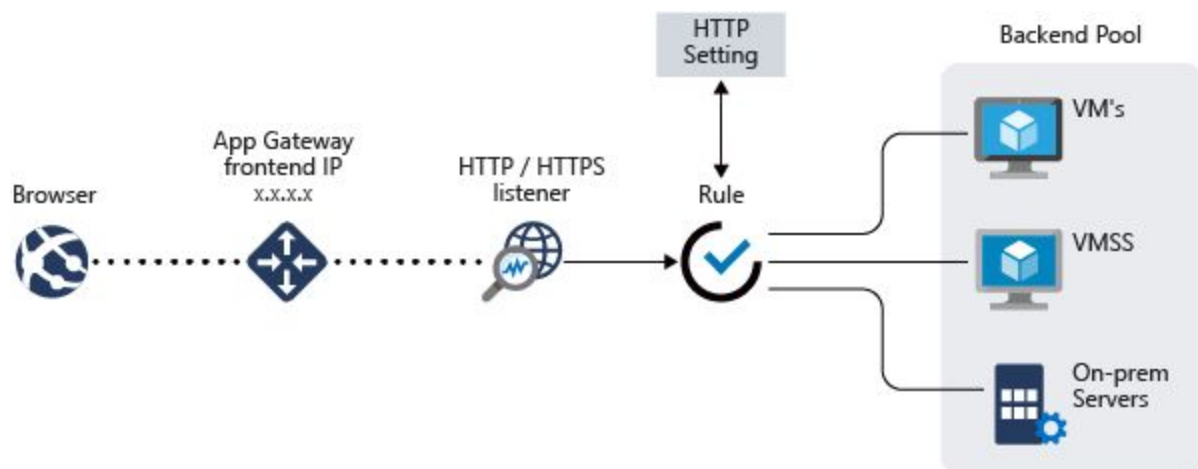 HTTP
Setting
Backend Pool
VM's
App Gateway
frontend IP
x.x.x.x
HTTP / HTTPS
listener
Browser
Rule
VMSS
On-prem
Servers